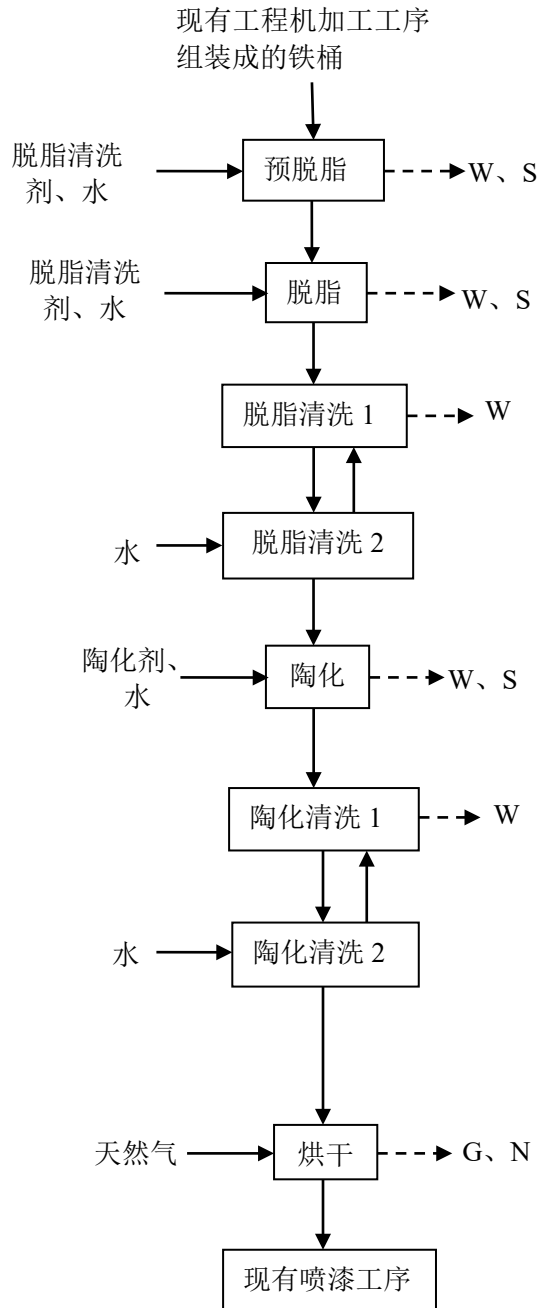 现有工程机加工工序
组装成的铁桶
脱脂清洗
剂、水
预脱脂
W、S
脱脂清洗
剂、水
脱脂
W、S
脱脂清洗 1
W
水
脱脂清洗 2
陶化剂、
水
陶化
W、S
陶化清洗 1
W
水
陶化清洗 2
天然气
烘干
G、N
现有喷漆工序